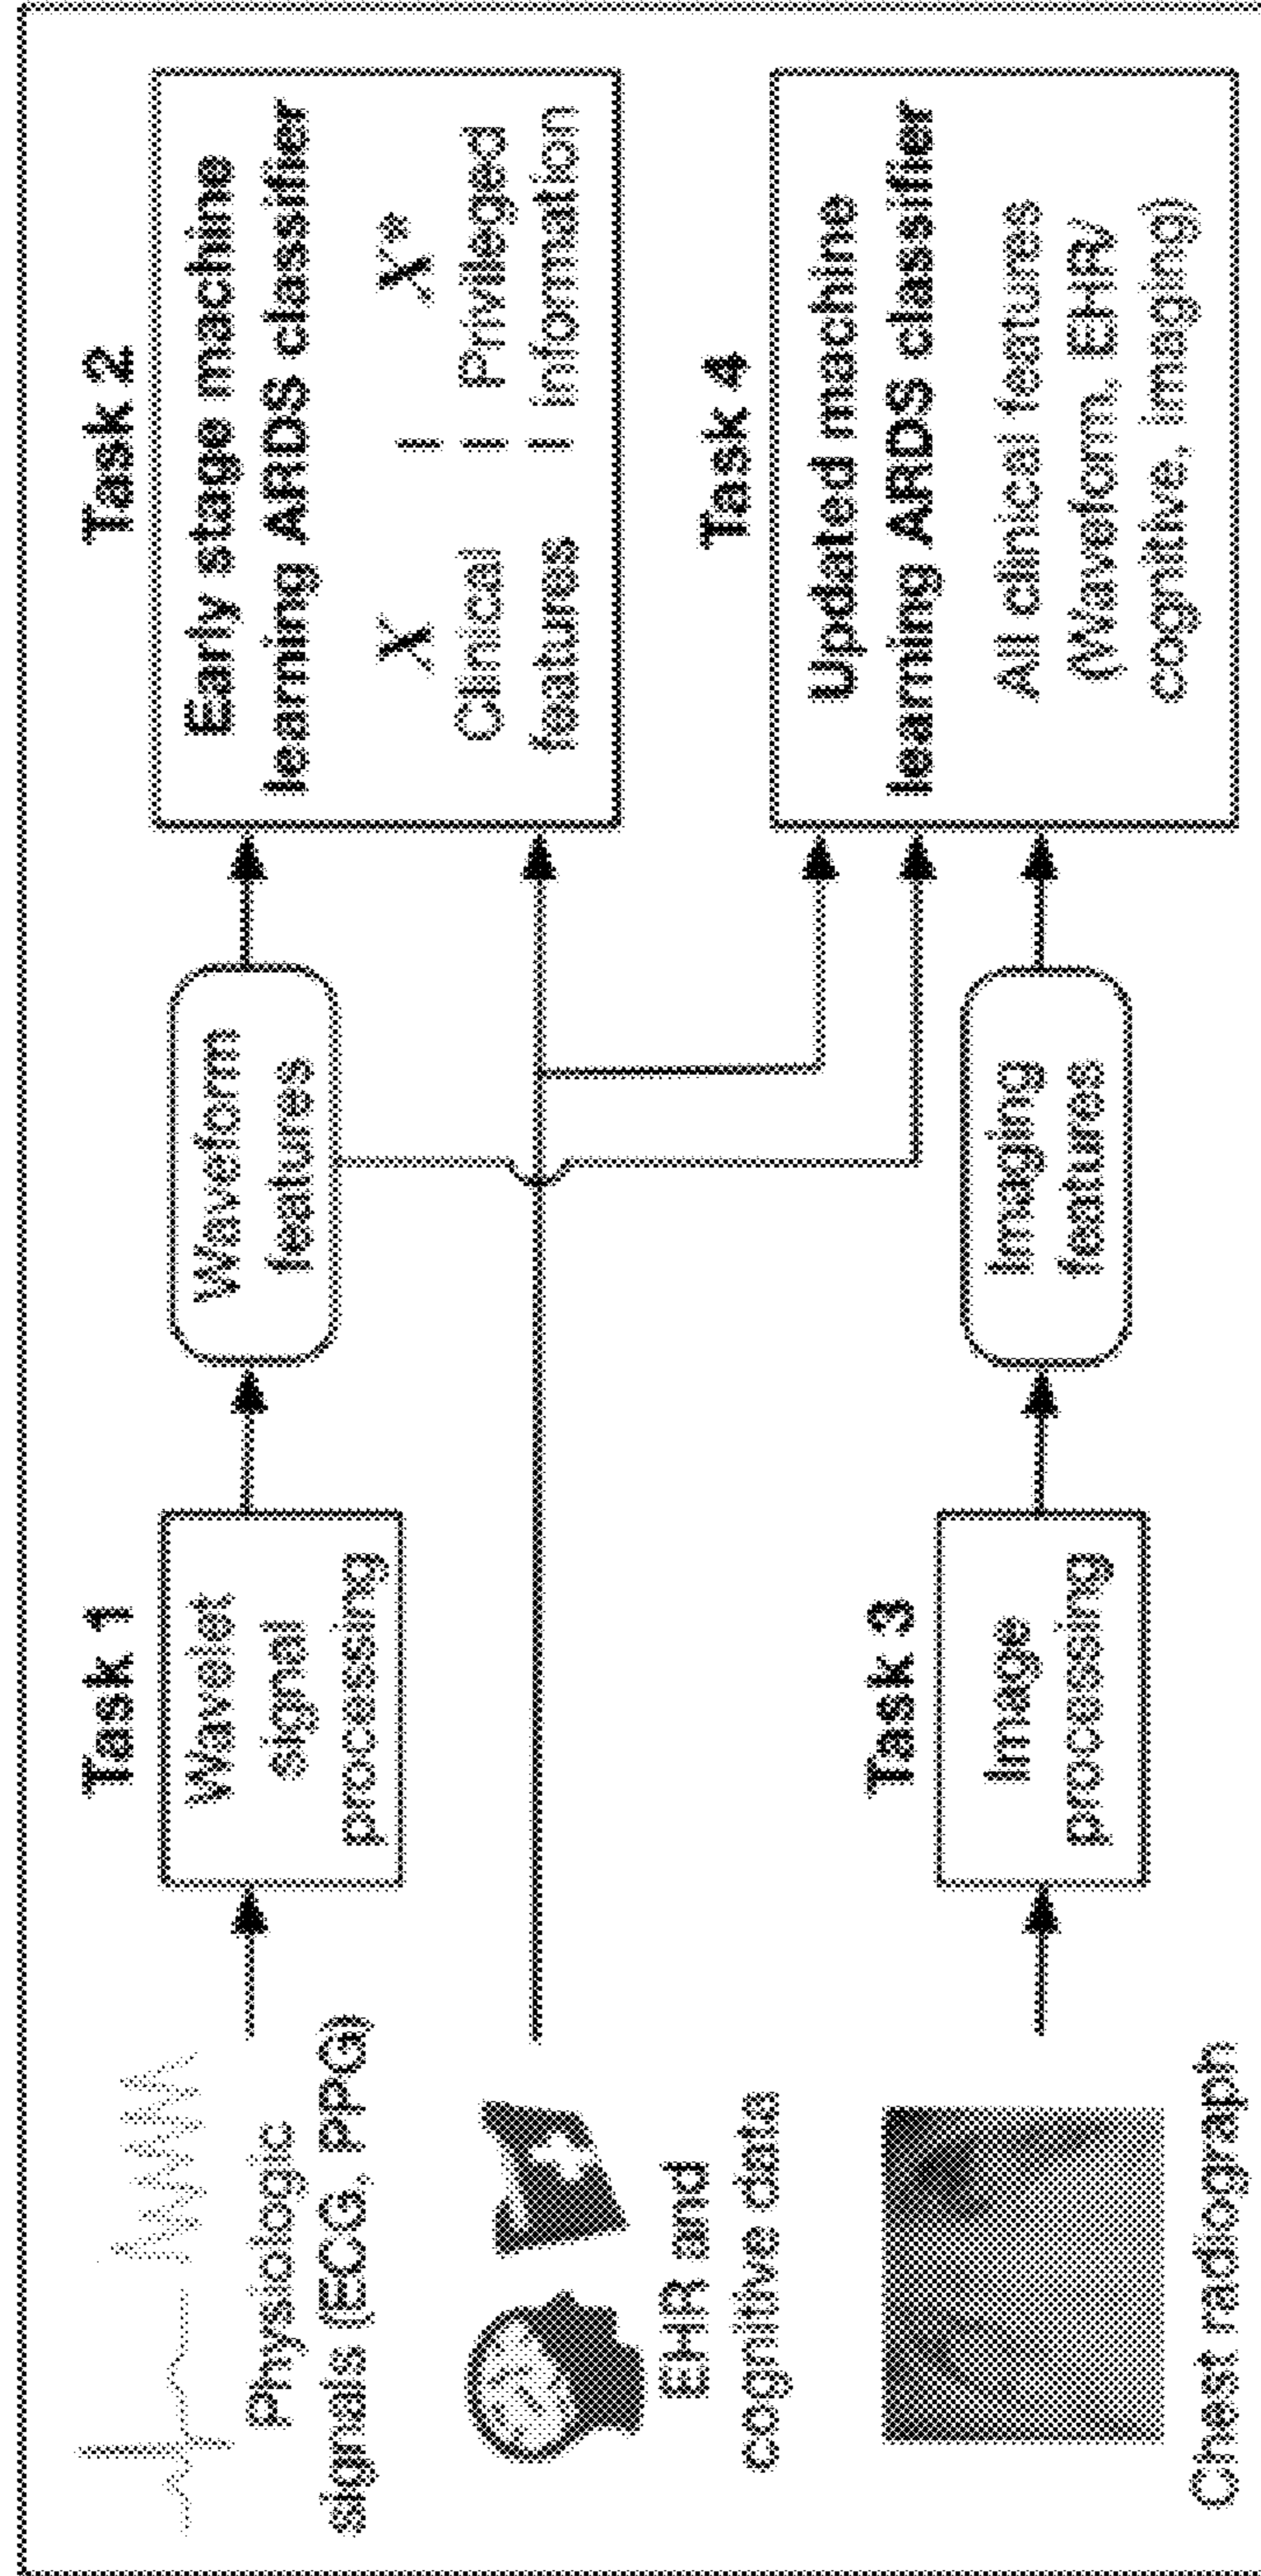 Task 1
Wavelet
signal
processing
Waveform
features
Task 2
Early stage machine
learning ARDS classifier
X | X*
Clinical | Privileged
features | Information
Physiologic
signals (ECG, PPG)
EHR and
cognitive data
Chest radiograph
Task 3
Image
processing
Imaging
features
Task 4
Updated machine
learning ARDS classifier
All clinical features
(Waveform, EHR/
cognitive, imaging)